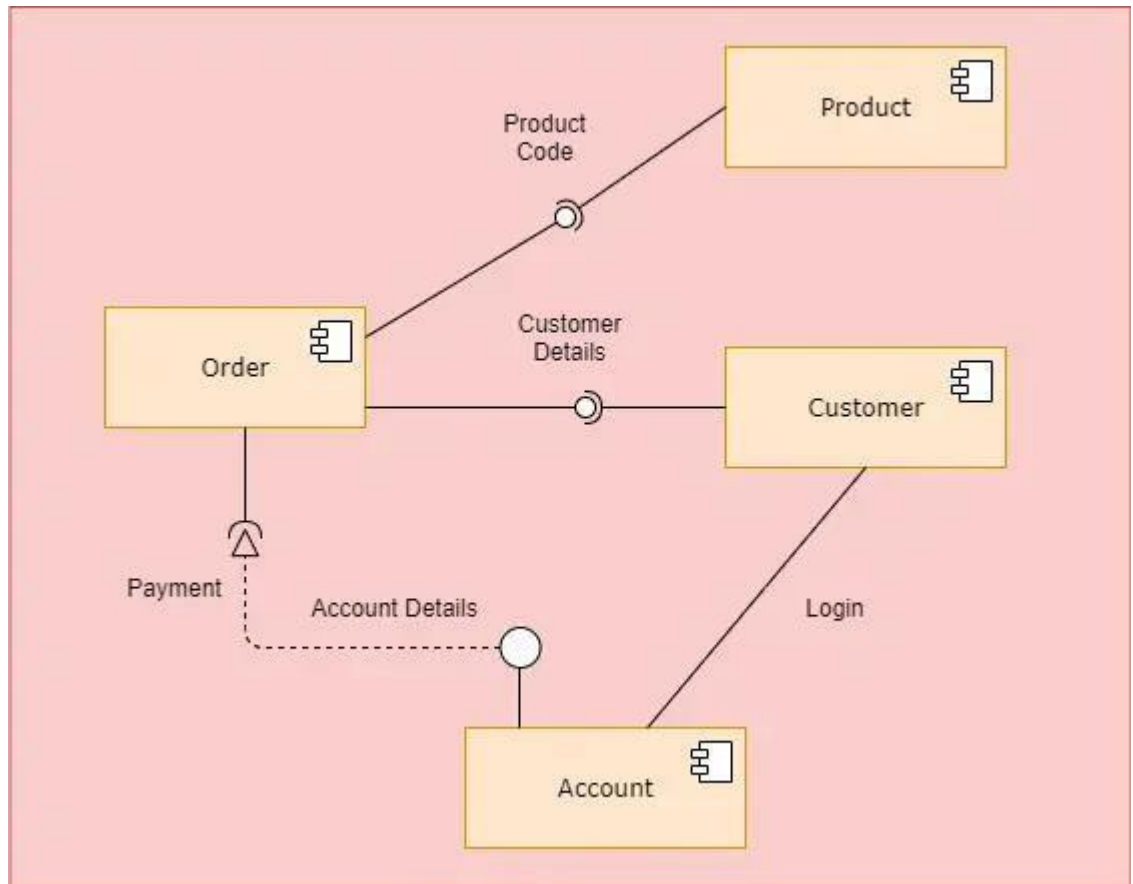 Product
Product
Code
Customer
Details
Order
Customer
Payment
Account Details
Login
Account